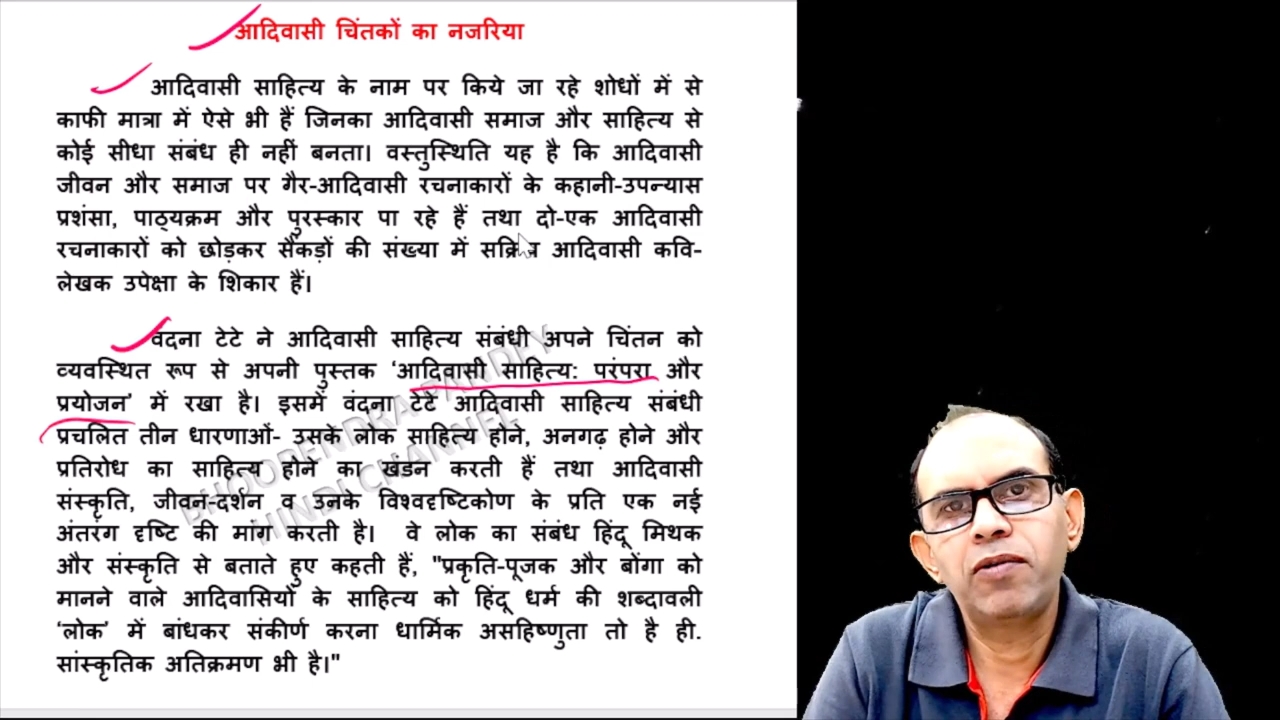 आदिवासी चिंतकों का नजरिया
आदिवासी साहित्य के नाम पर किये जा रहे शोधों में से
काफी मात्रा में ऐसे भी हैं जिनका आदिवासी समाज और साहित्य से
कोई सीधा संबंध ही नहीं बनता। वस्तुस्थिति यह है कि आदिवासी
जीवन और समाज पर गैर-आदिवासी रचनाकारों के कहानी-उपन्यास
प्रशंसा, पाठ्यक्रम और पुरस्कार पा रहे हैं तथा दो-एक आदिवासी
रचनाकारों को छोड़कर सैंकड़ों की संख्या में सक्रिय आदिवासी कवि-
लेखक उपेक्षा के शिकार हैं।
वंदना टेटे ने आदिवासी साहित्य संबंधी अपने चिंतन को
व्यवस्थित रूप से अपनी पुस्तक ‘आदिवासी साहित्य: परंपरा और
प्रयोजन’ में रखा है। इसमें वंदना टेटे आदिवासी साहित्य संबंधी
प्रचलित तीन धारणाओं- उसके लोक साहित्य होने, अनगढ़ होने और
प्रतिरोध का साहित्य होने का खंडन करती हैं तथा आदिवासी
संस्कृति, जीवन-दर्शन व उनके विश्वदृष्टिकोण के प्रति एक नई
अंतरंग दृष्टि की मांग करती है। वे लोक का संबंध हिंदू मिथक
और संस्कृति से बताते हुए कहती हैं, "प्रकृति-पूजक और बोंगा को
मानने वाले आदिवासियों के साहित्य को हिंदू धर्म की शब्दावली
‘लोक’ में बांधकर संकीर्ण करना धार्मिक असहिष्णुता तो है ही.
सांस्कृतिक अतिक्रमण भी है।"
BHOOPENDRA PANDEY
HINDI CHANNEL